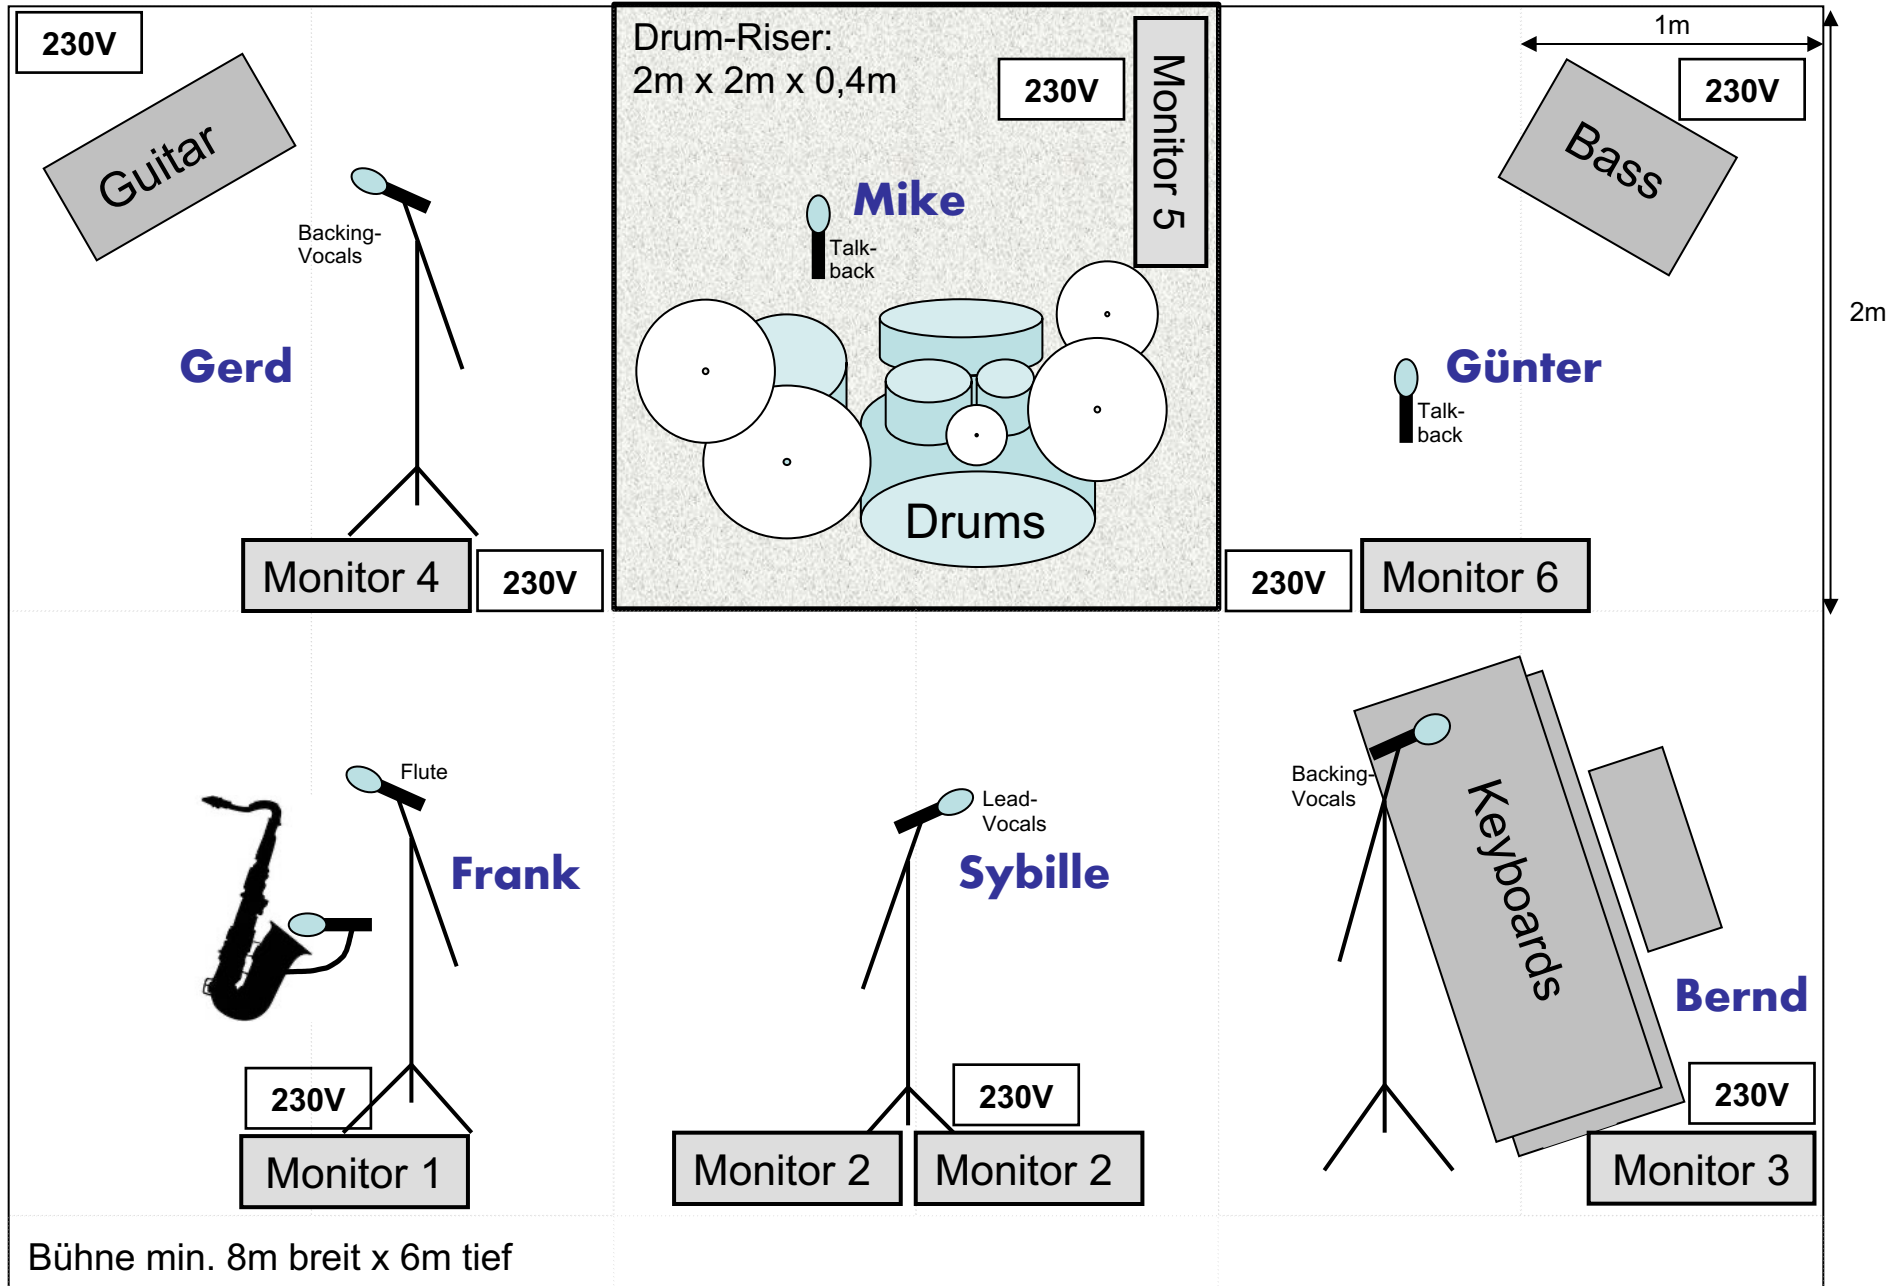 230V
Drum-Riser:
2m x 2m x 0,4m
230V
Monitor 5
1m
230V
Guitar
Bass
Backing-
Vocals
Mike
Talk-
back
2m
Gerd
Günter
Talk-
back
Drums
Monitor 4
230V
230V
Monitor 6
Flute
Frank
Lead-
Vocals
Sybille
Backing-
Vocals
Keyboards
Bernd
230V
230V
230V
Monitor 1
Monitor 2
Monitor 2
Monitor 3
Bühne min. 8m breit x 6m tief